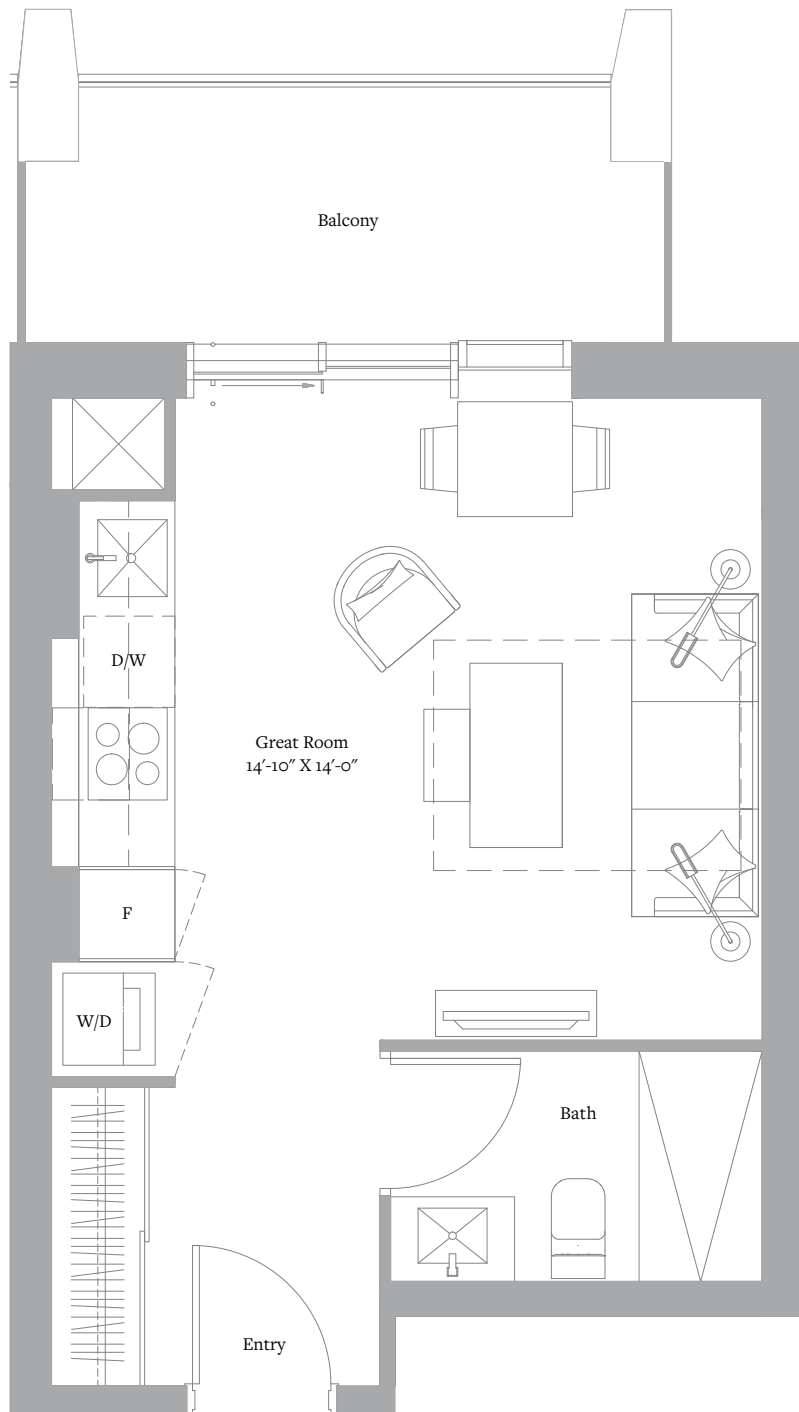 Balcony
D/W
Great Room
14′-10″ X 14′-0″
F
W/D
Bath
Entry